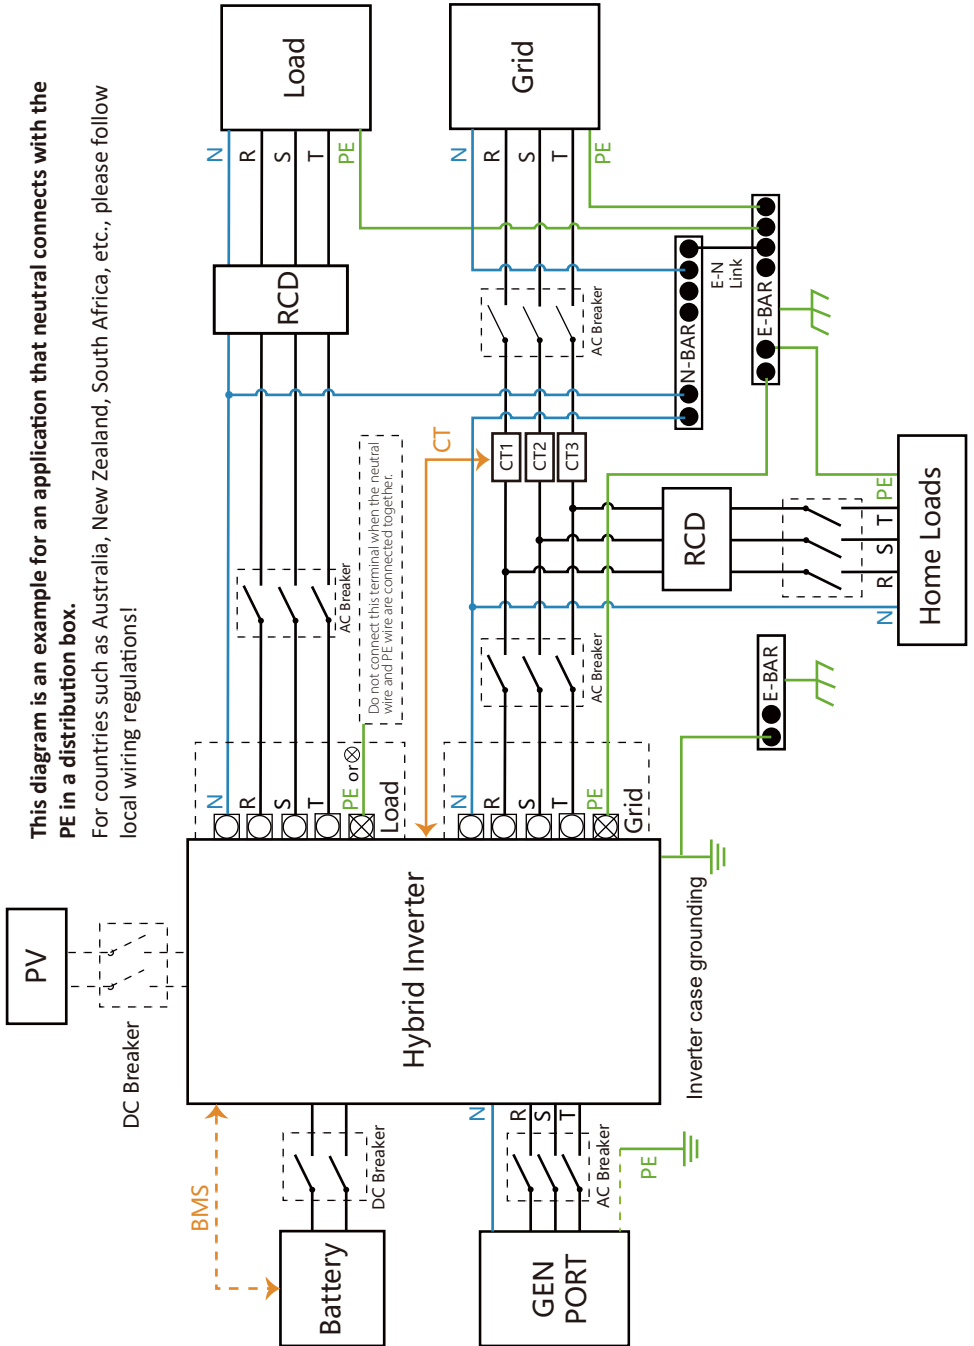 This diagram is an example for an application that neutral connects with the
PE in a distribution box.
For countries such as Australia, New Zealand, South Africa, etc., please follow
local wiring regulations!
PV
DC Breaker
BMS
Battery
DC Breaker
GEN
PORT
N
R
S
T
AC Breaker
PE
Hybrid Inverter
Inverter case grounding
N
R
S
T
PE or
Load
N
R
S
T
PE
Grid
AC Breaker
Do not connect this terminal when the neutral
wire and PE wire are connected together.
RCD
N
R
S
T
PE
Load
CT
AC Breaker
CT1
CT2
CT3
AC Breaker
N
R
S
T
PE
Grid
N-BAR
E-N
Link
E-BAR
RCD
N
R
S
T
PE
Home Loads
E-BAR